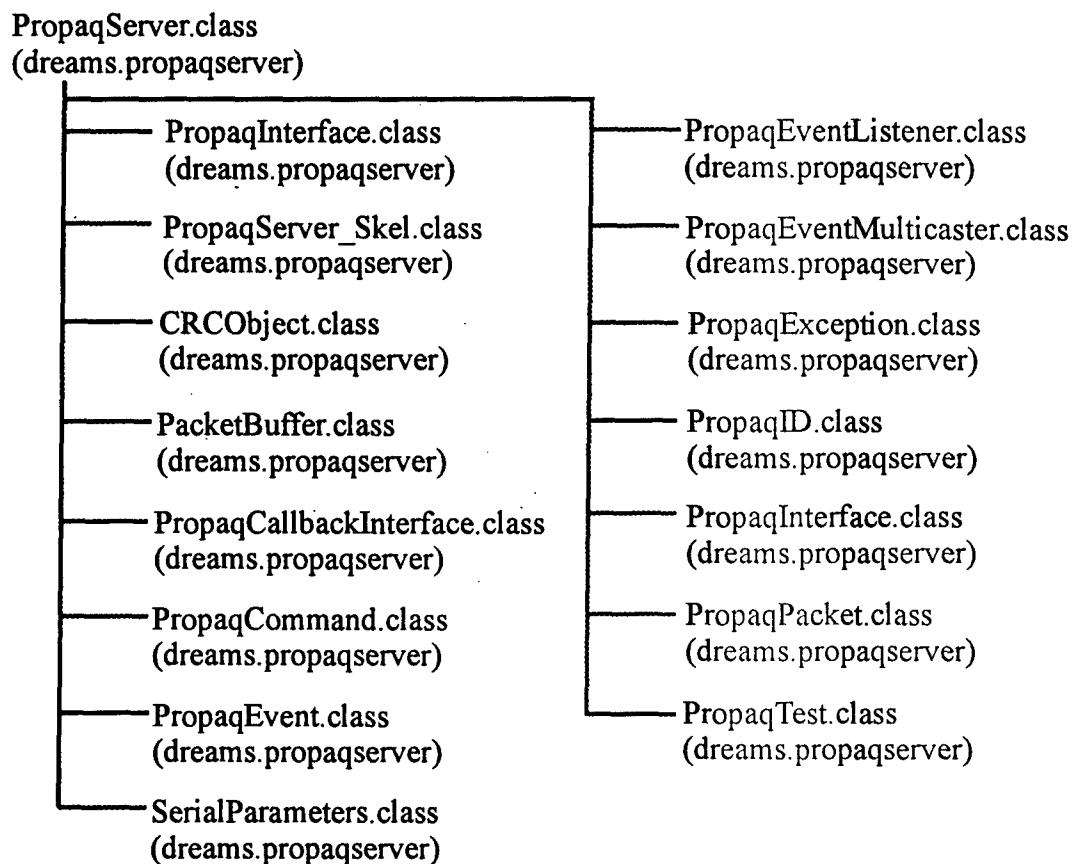 PropaqServer.class
(dreams.propaqserver)
PropaqInterface.class
(dreams.propaqserver)
PropaqServer_Skel.class
(dreams.propaqserver)
CRCObject.class
(dreams.propaqserver)
PacketBuffer.class
(dreams.propaqserver)
PropaqCallbackInterface.class
(dreams.propaqserver)
PropaqCommand.class
(dreams.propaqserver)
PropaqEvent.class
(dreams.propaqserver)
SerialParameters.class
(dreams.propaqserver)
PropaqEventListener.class
(dreams.propaqserver)
PropaqEventMulticaster.class
(dreams.propaqserver)
PropaqException.class
(dreams.propaqserver)
PropaqID.class
(dreams.propaqserver)
PropaqInterface.class
(dreams.propaqserver)
PropaqPacket.class
(dreams.propaqserver)
PropaqTest.class
(dreams.propaqserver)